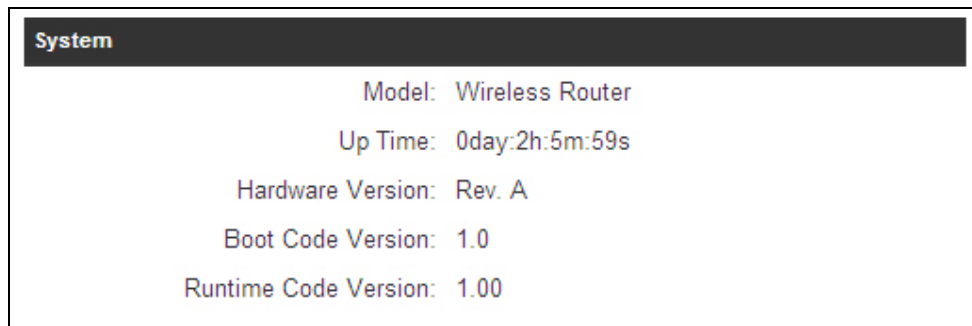 System
Model: Wireless Router
Up Time: 0day:2h:5m:59s
Hardware Version: Rev. A
Boot Code Version: 1.0
Runtime Code Version: 1.00